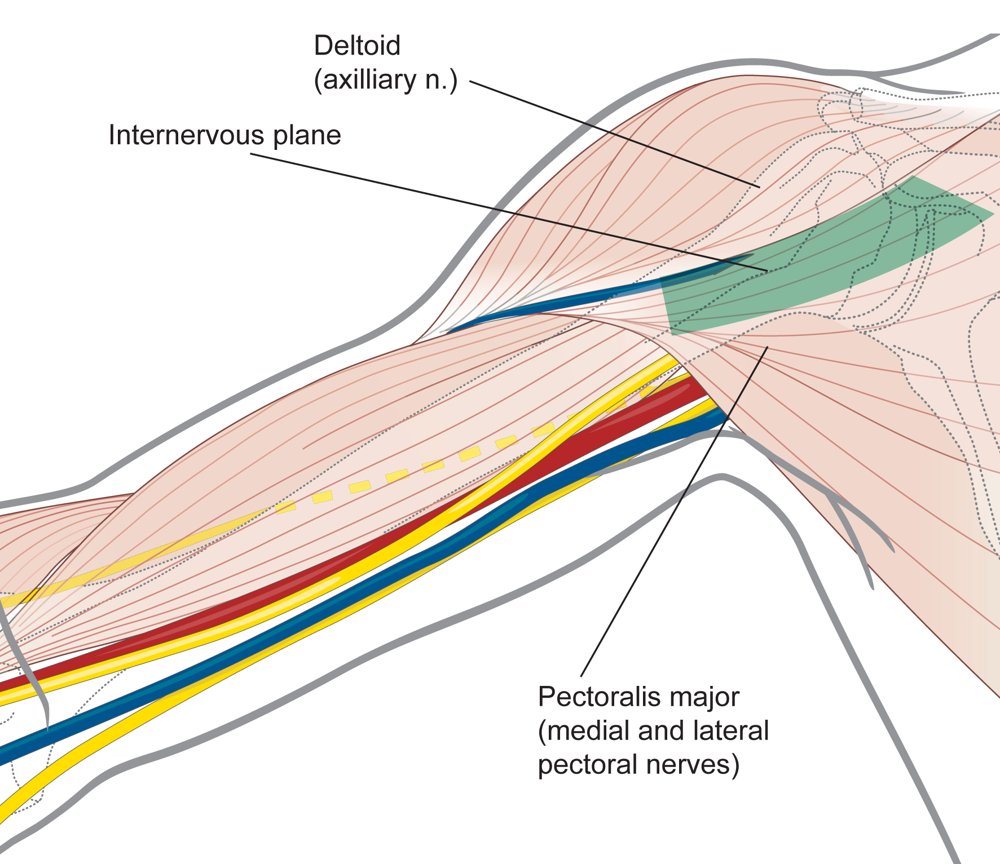 Deltoid
(axilliary n.)
Internervous plane
Pectoralis major
(medial and lateral
pectoral nerves)